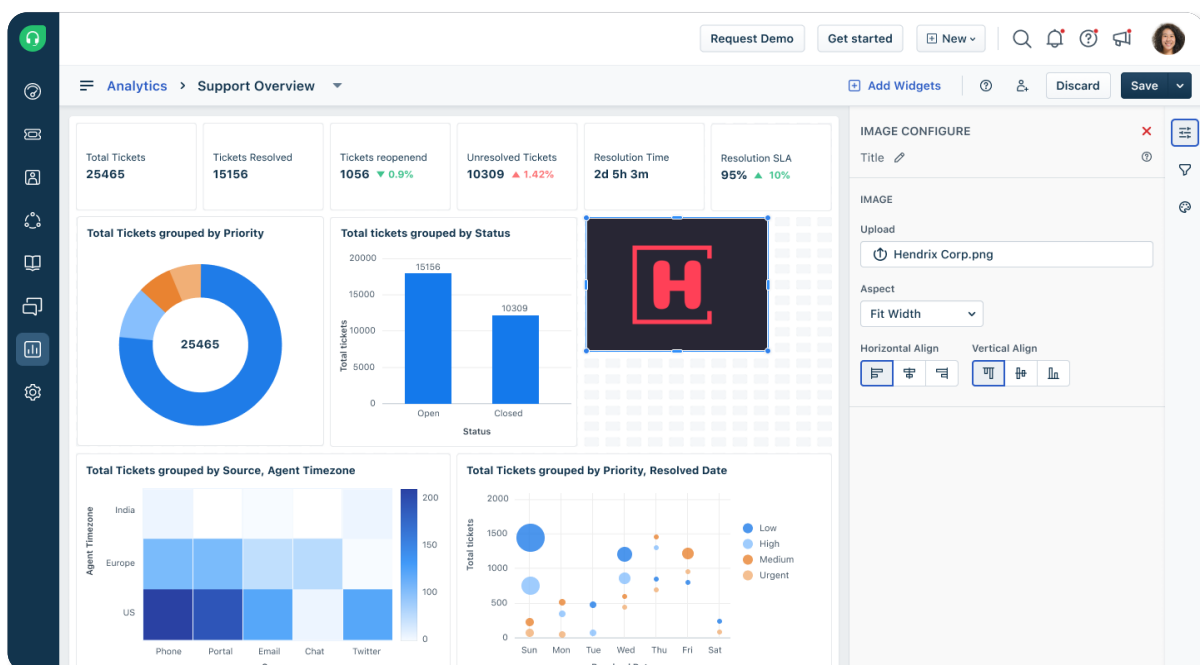 Request Demo
Get started
New
Analytics > Support Overview
Add Widgets
Discard
Save
Total Tickets
25465
Tickets Resolved
15156
Tickets reopenend
1056 ▼ 0.9%
Unresolved Tickets
10309 ▲ 1.42%
Resolution Time
2d 5h 3m
Resolution SLA
95% ▲ 10%
IMAGE CONFIGURE
Title
IMAGE
Upload
Hendrix Corp.png
Aspect
Fit Width
Horizontal Align
Vertical Align
Total Tickets grouped by Priority
25465
Total tickets grouped by Status
20000
15000
10000
5000
0
Total tickets
15156
10309
Open
Closed
Status
H
Total Tickets grouped by Source, Agent Timezone
Agent Timezone
India
Europe
US
Phone
Portal
Email
Chat
Twitter
200
150
100
0
Total Tickets grouped by Priority, Resolved Date
Total tickets
2000
1500
1000
500
0
Sun
Mon
Tue
Wed
Thu
Fri
Sat
Low
High
Medium
Urgent